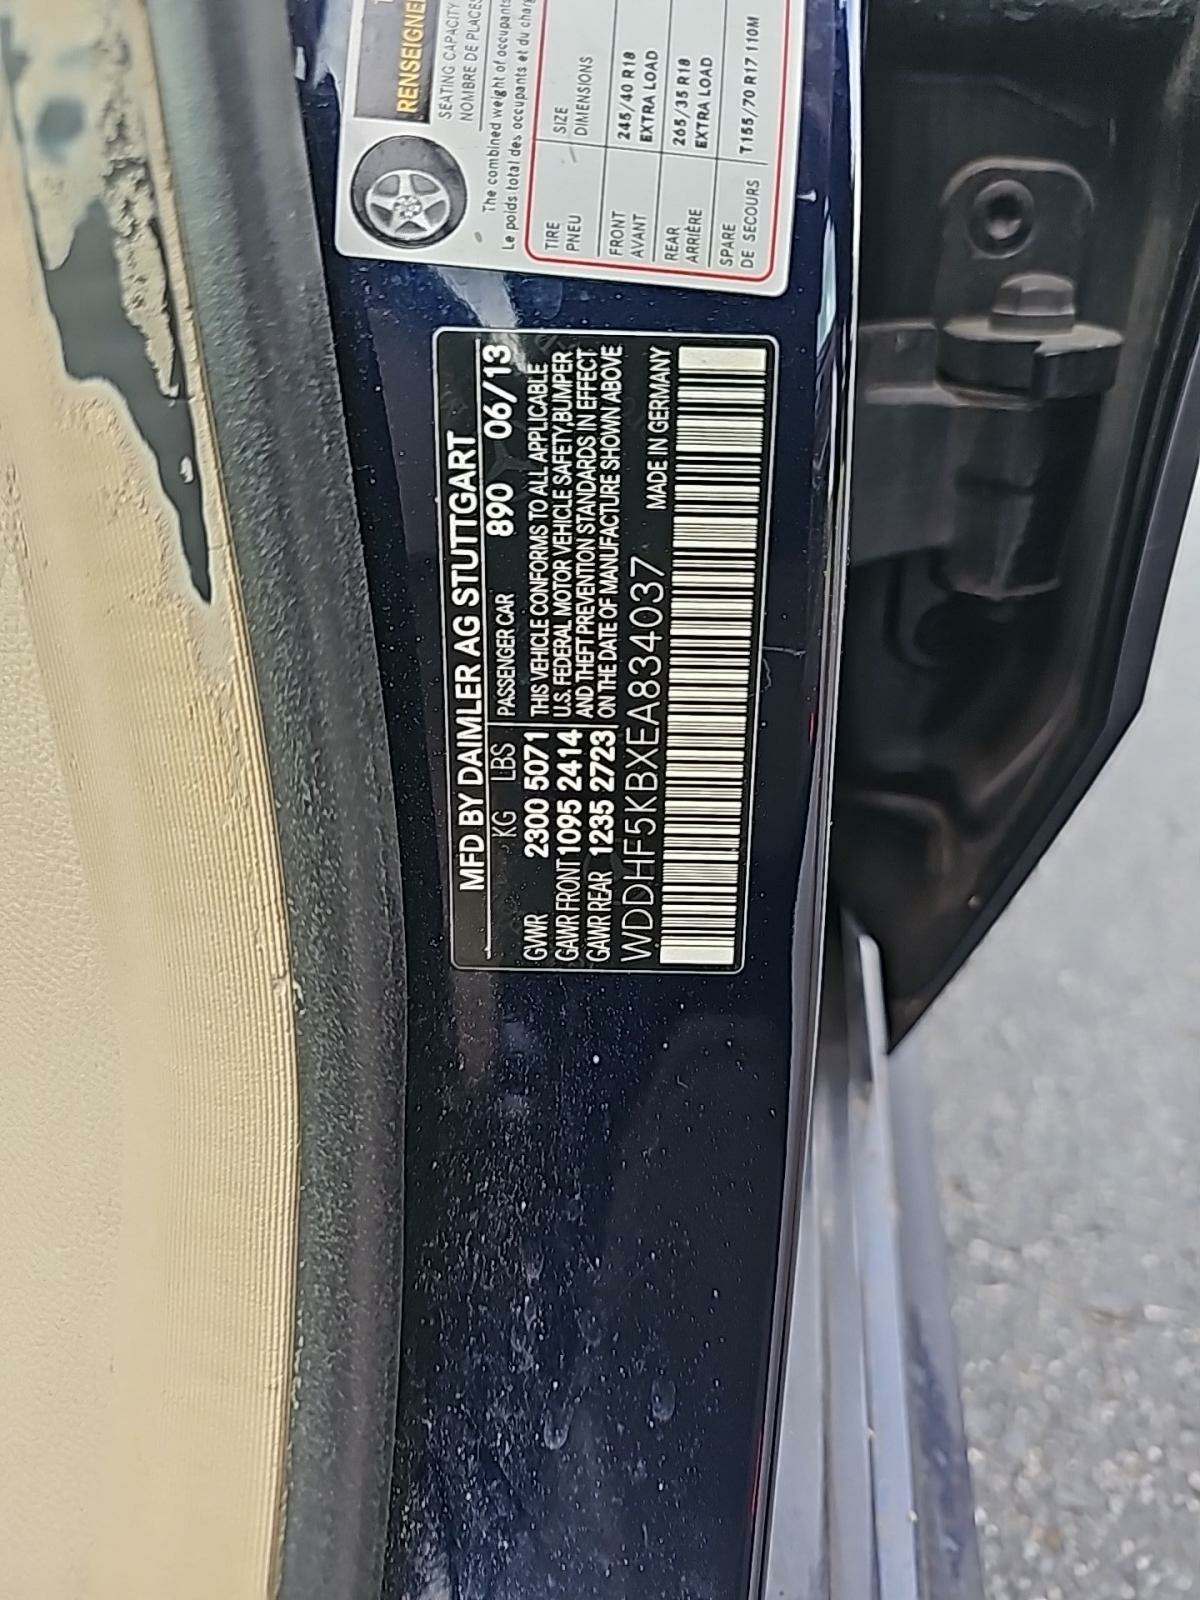 RENSEIGNE
SEATING CAPACITY
NOMBRE DE PLACES
The combined weight of occupants
Le poids total des occupants et du
TIRE SIZE
PNEU DIMENSIONS
FRONT 245/40 R18
AVANT EXTRA LOAD
REAR 265/35 R18
ARRIÈRE EXTRA LOAD
SPARE
DE SECOURS T155/70 R17 110M
MFD BY DAIMLER AG STUTTGART
KG LBS PASSENGER CAR 890 06/13
GVWR 2300 5071 THIS VEHICLE CONFORMS TO ALL APPLICABLE
GAWR FRONT 1095 2414 U.S. FEDERAL MOTOR VEHICLE SAFETY,BUMPER
GAWR REAR 1235 2723 AND THEFT PREVENTION STANDARDS IN EFFECT
ON THE DATE OF MANUFACTURE SHOWN ABOVE
WDDHF5KBXEA834037 MADE IN GERMANY